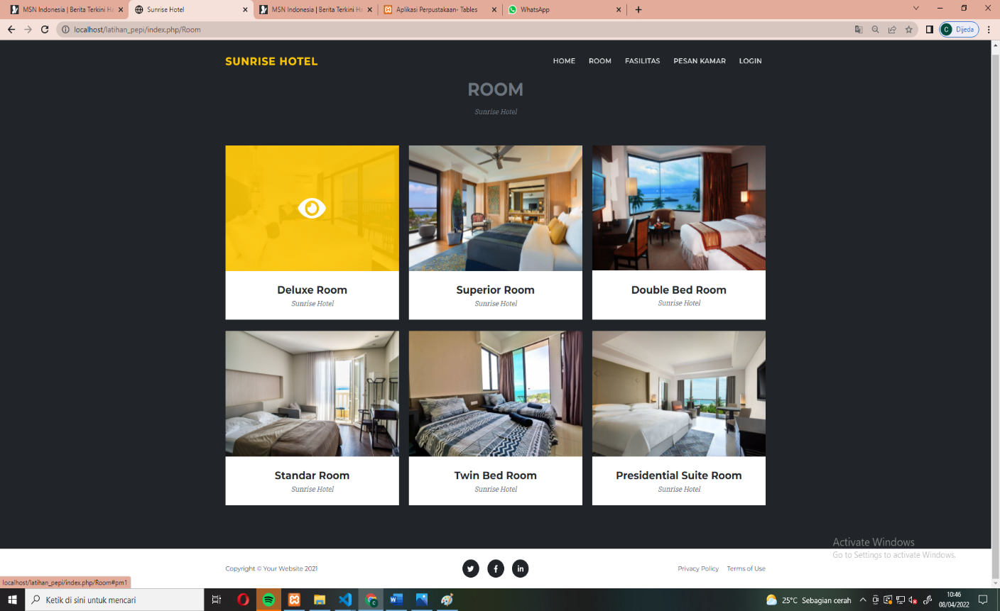 MSN Indonesia | Berita Terkini Ha
Sunrise Hotel
MSN Indonesia | Berita Terkini Ha
Aplikasi Perpustakaan- Tables
WhatsApp
localhost/latihan_pepi/index.php/Room
C
Dijeda
SUNRISE HOTEL
HOME
ROOM
FASILITAS
PESAN KAMAR
LOGIN
ROOM
Sunrise Hotel
Deluxe Room
Sunrise Hotel
Superior Room
Sunrise Hotel
Double Bed Room
Sunrise Hotel
Standar Room
Sunrise Hotel
Twin Bed Room
Sunrise Hotel
Presidential Suite Room
Sunrise Hotel
Activate Windows
Go to Settings to activate Windows.
Copyright © Your Website 2021
Privacy Policy
Terms of Use
localhost/latihan_pepi/index.php/Room#pm1
Ketik di sini untuk mencari
25°C Sebagian cerah
10:46
08/04/2022